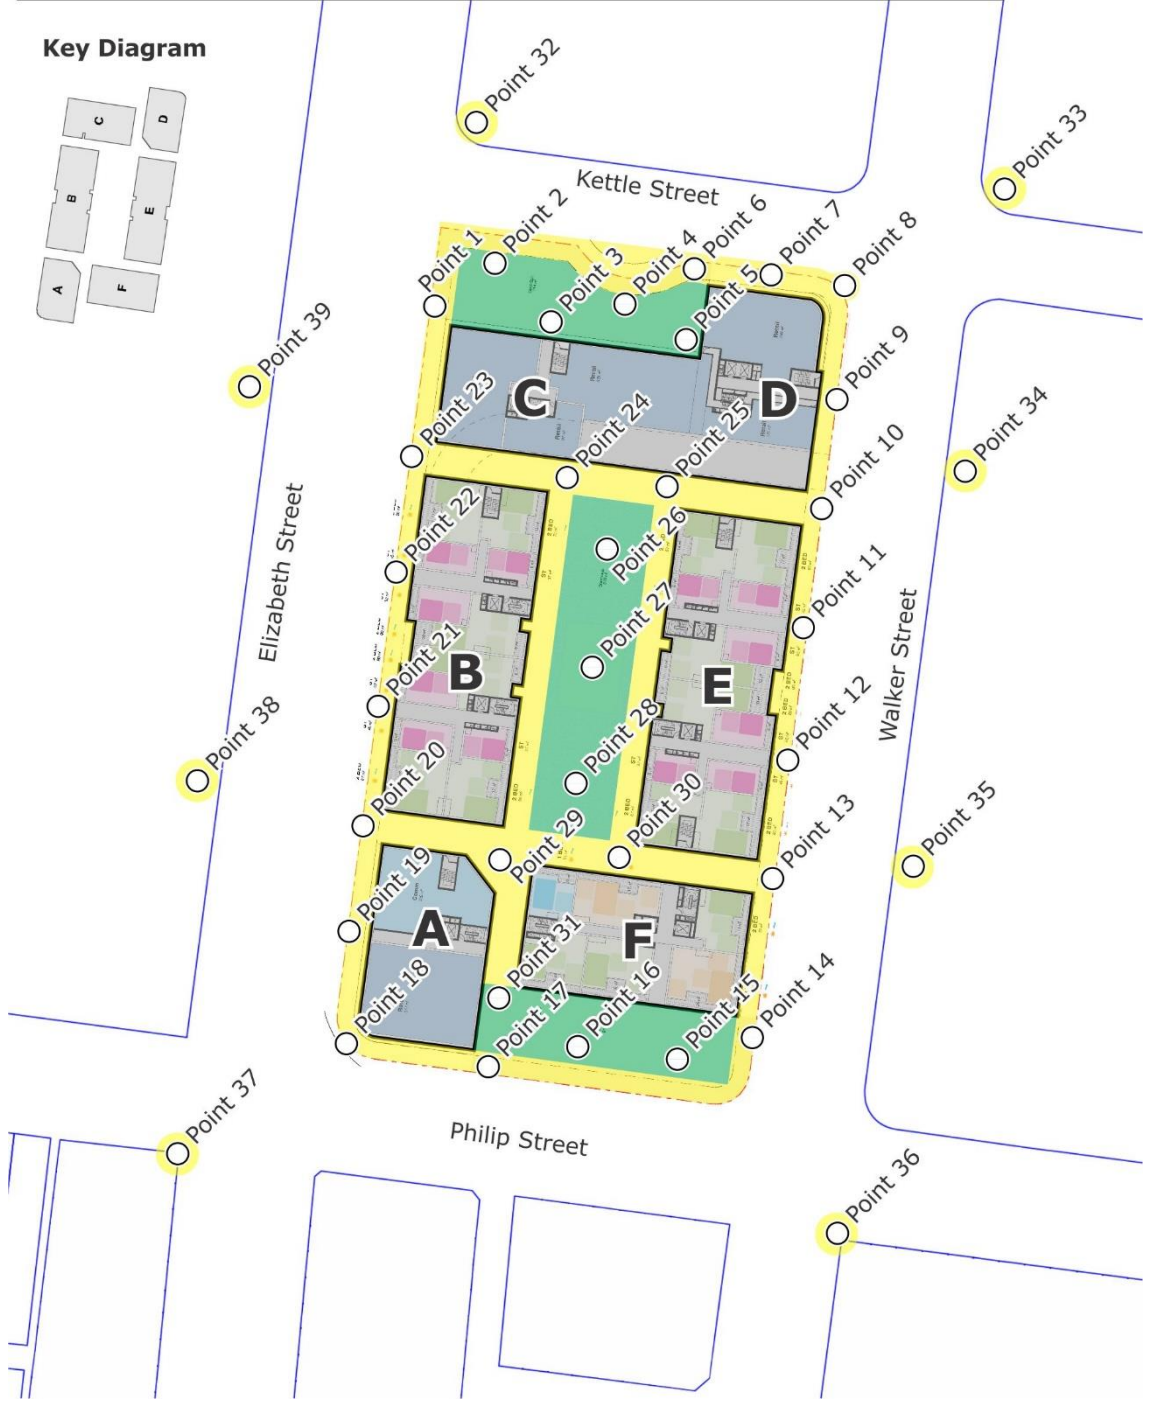 Key Diagram
C
D
B
E
A
F
Point 32
Point 33
Kettle Street
Point 1
Point 2
Point 3
Point 4
Point 5
Point 6
Point 7
Point 8
Point 39
Point 9
Point 34
C
D
Point 23
Point 24
Point 25
Point 10
Point 22
Point 26
Point 11
Elizabeth Street
Point 27
Walker Street
Point 21
B
E
Point 12
Point 38
Point 28
Point 20
Point 30
Point 13
Point 35
Point 29
Point 19
A
F
Point 31
Point 18
Point 17
Point 16
Point 15
Point 14
Point 37
Philip Street
Point 36